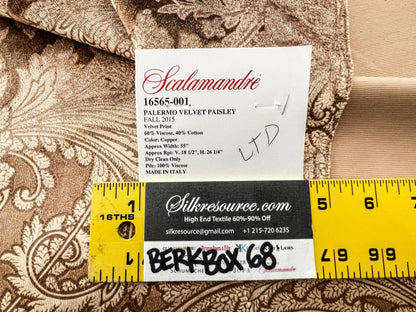 Scalamandré
16565-001
PALERMO VELVET PAISLEY
FALL 2015
Velvet Print
60% Viscose, 40% Cotton
Color: Copper
Approx Width: 55"
Approx Rpt: V. 18 1/2", H. 26 1/4"
Dry Clean Only
Pile: 100% Viscose
MADE IN ITALY
LTD
1
16THS
Silkresource.com
High End Textile 60%-90% Off
silkresource@gmail.com +1 215-720 6235
5 6 7
BERKBOX 68
SCHUMACHER
Scalamandré